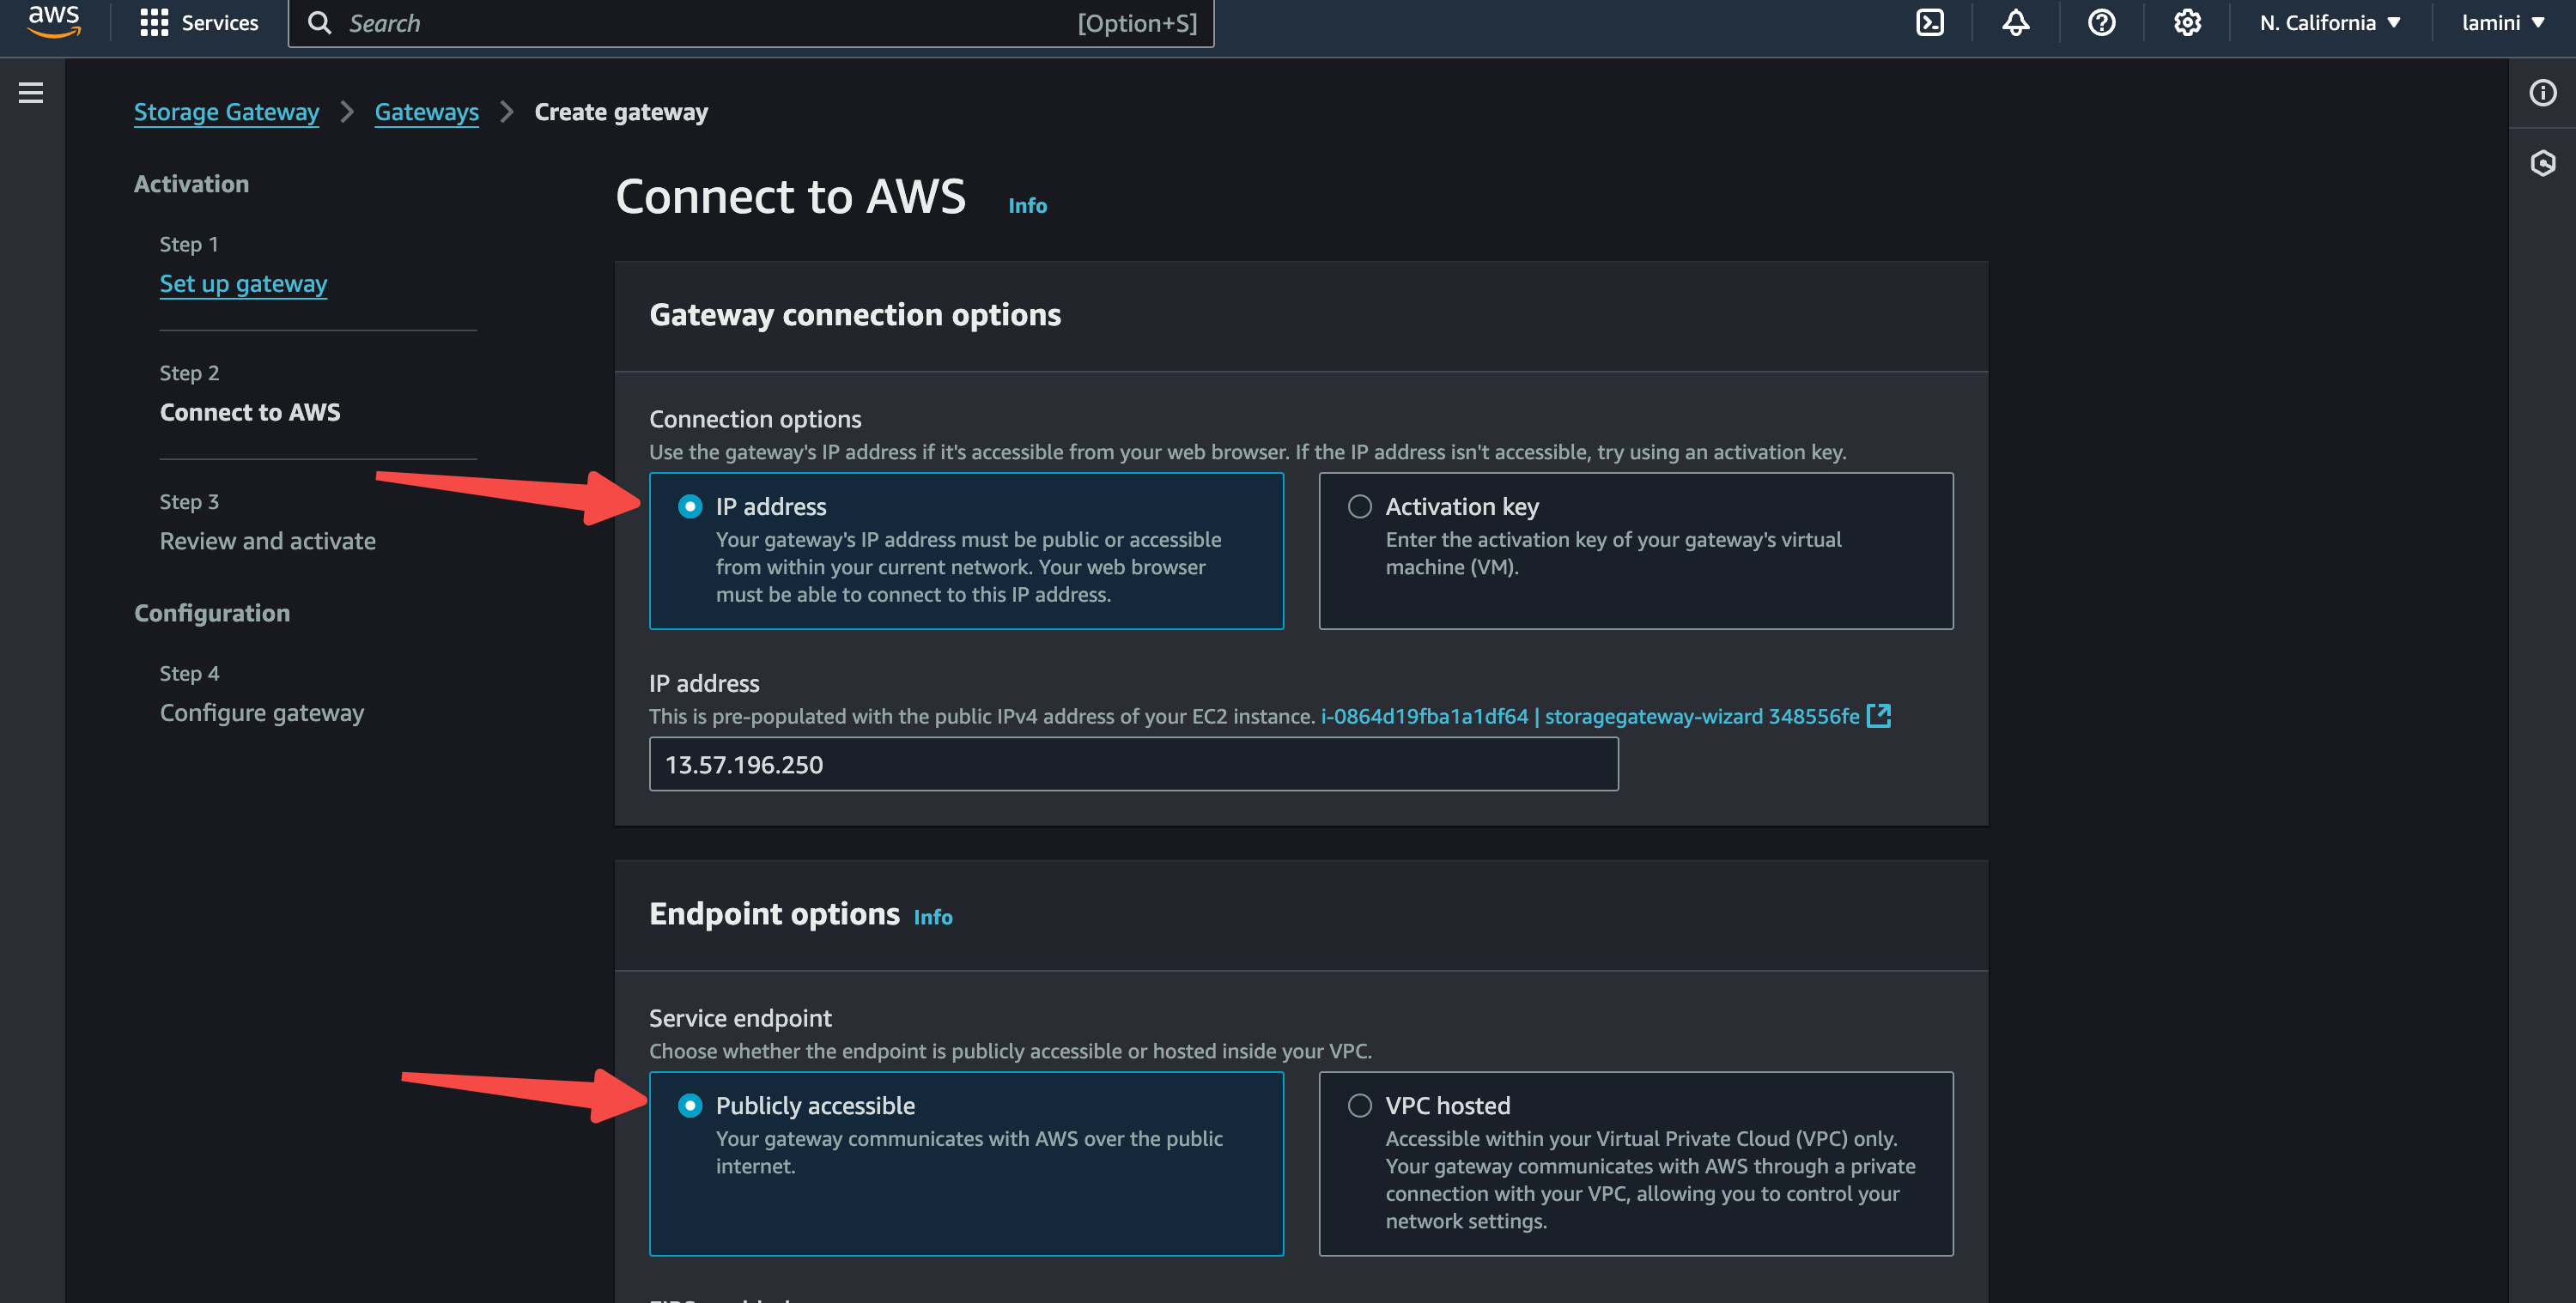 aws
Services
Search
[Option+S]
N. California
lamini
Storage Gateway
Gateways
Create gateway
Activation
Step 1
Set up gateway
Step 2
Connect to AWS
Step 3
Review and activate
Configuration
Step 4
Configure gateway
Connect to AWS Info
Gateway connection options
Connection options
Use the gateway's IP address if it's accessible from your web browser. If the IP address isn't accessible, try using an activation key.
IP address
Your gateway's IP address must be public or accessible
from within your current network. Your web browser
must be able to connect to this IP address.
Activation key
Enter the activation key of your gateway's virtual
machine (VM).
IP address
This is pre-populated with the public IPv4 address of your EC2 instance. i-0864d19fba1a1df64 | storagegateway-wizard 348556fe
13.57.196.250
Endpoint options Info
Service endpoint
Choose whether the endpoint is publicly accessible or hosted inside your VPC.
Publicly accessible
Your gateway communicates with AWS over the public
internet.
VPC hosted
Accessible within your Virtual Private Cloud (VPC) only.
Your gateway communicates with AWS through a private
connection with your VPC, allowing you to control your
network settings.